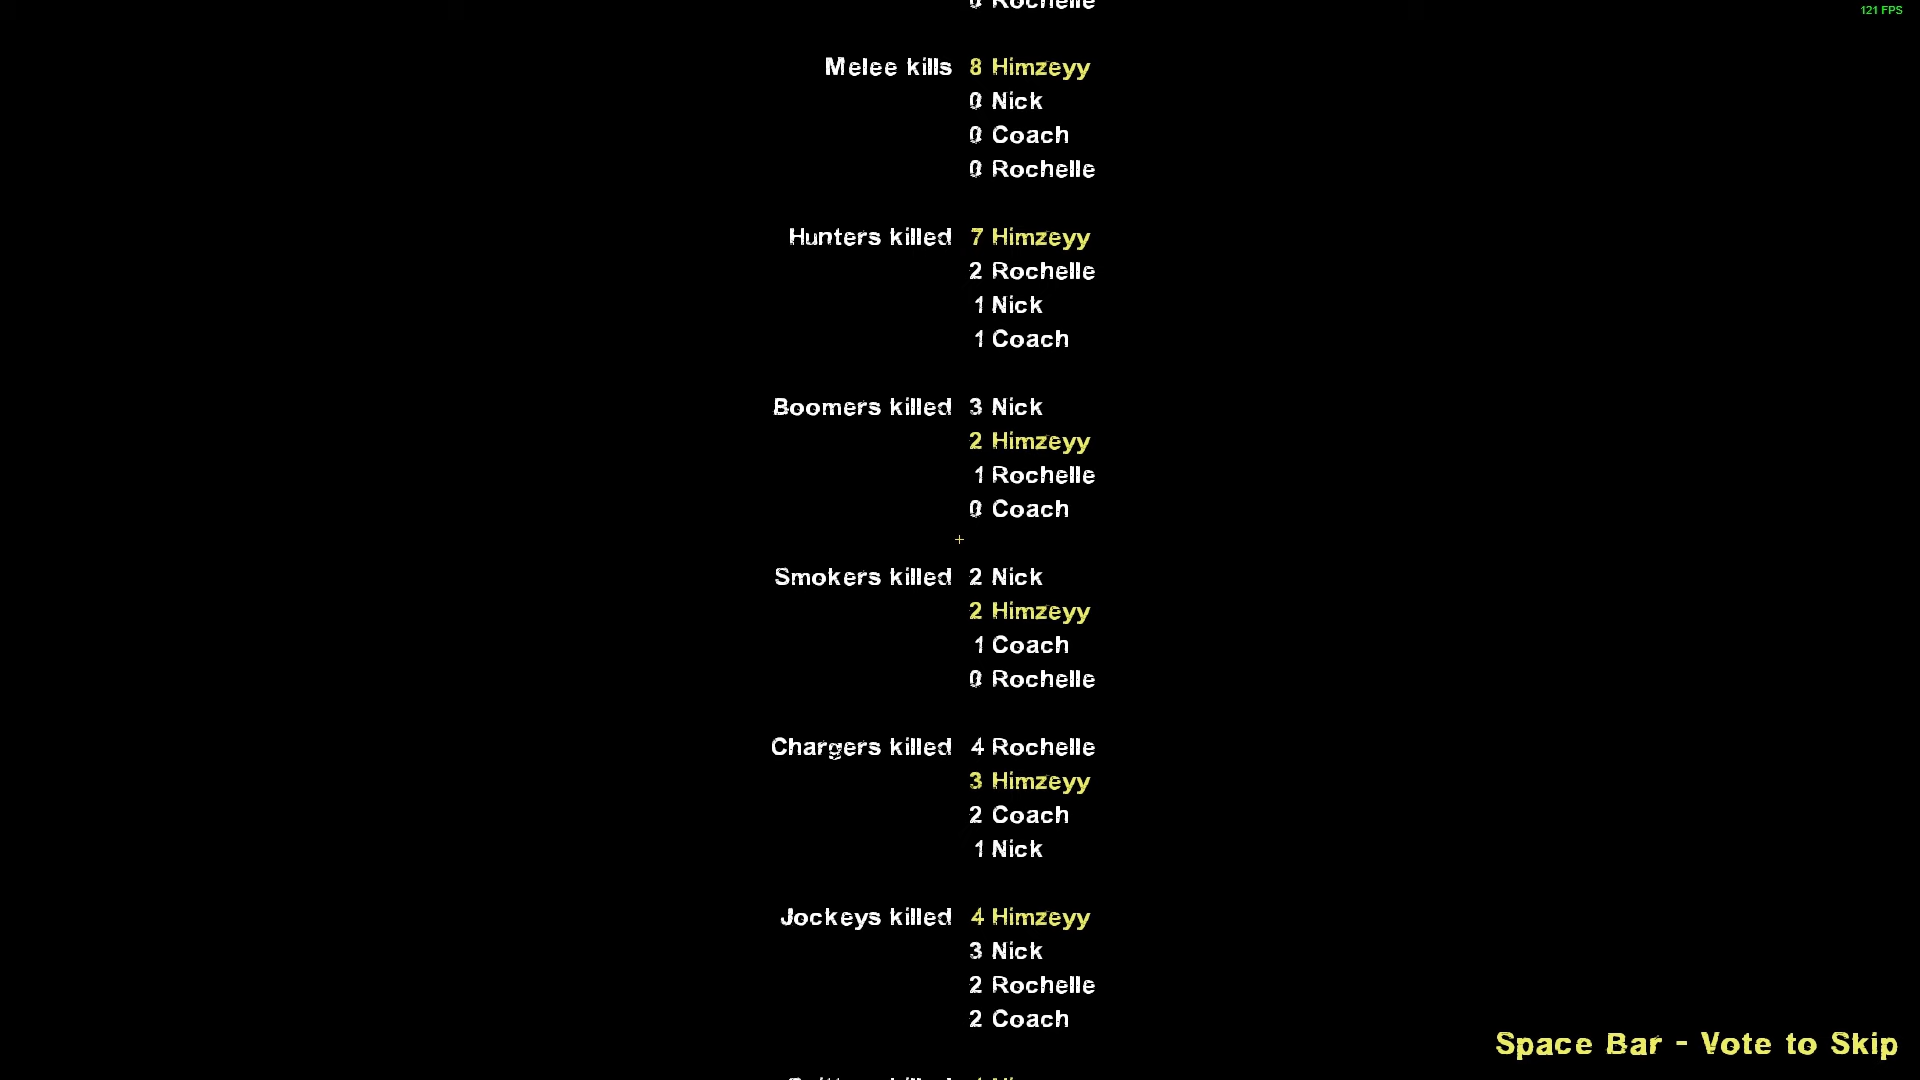 0 Rochelle
121 FPS
Melee kills 8 Himzeyy
0 Nick
0 Coach
0 Rochelle
Hunters killed 7 Himzeyy
2 Rochelle
1 Nick
1 Coach
Boomers killed 3 Nick
2 Himzeyy
1 Rochelle
0 Coach
Smokers killed 2 Nick
2 Himzeyy
1 Coach
0 Rochelle
Chargers killed 4 Rochelle
3 Himzeyy
2 Coach
1 Nick
Jockeys killed 4 Himzeyy
3 Nick
2 Rochelle
2 Coach
Space Bar - Vote to Skip